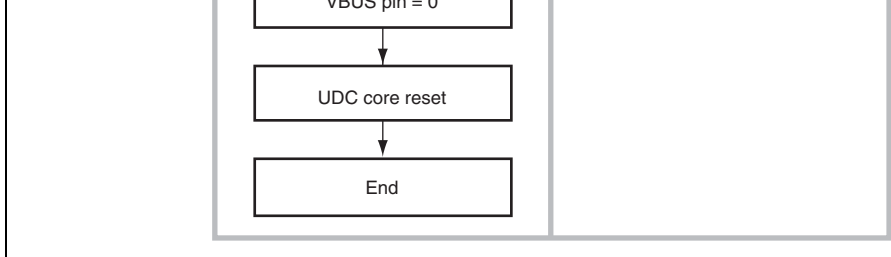 VBUS pin = 0
UDC core reset
End